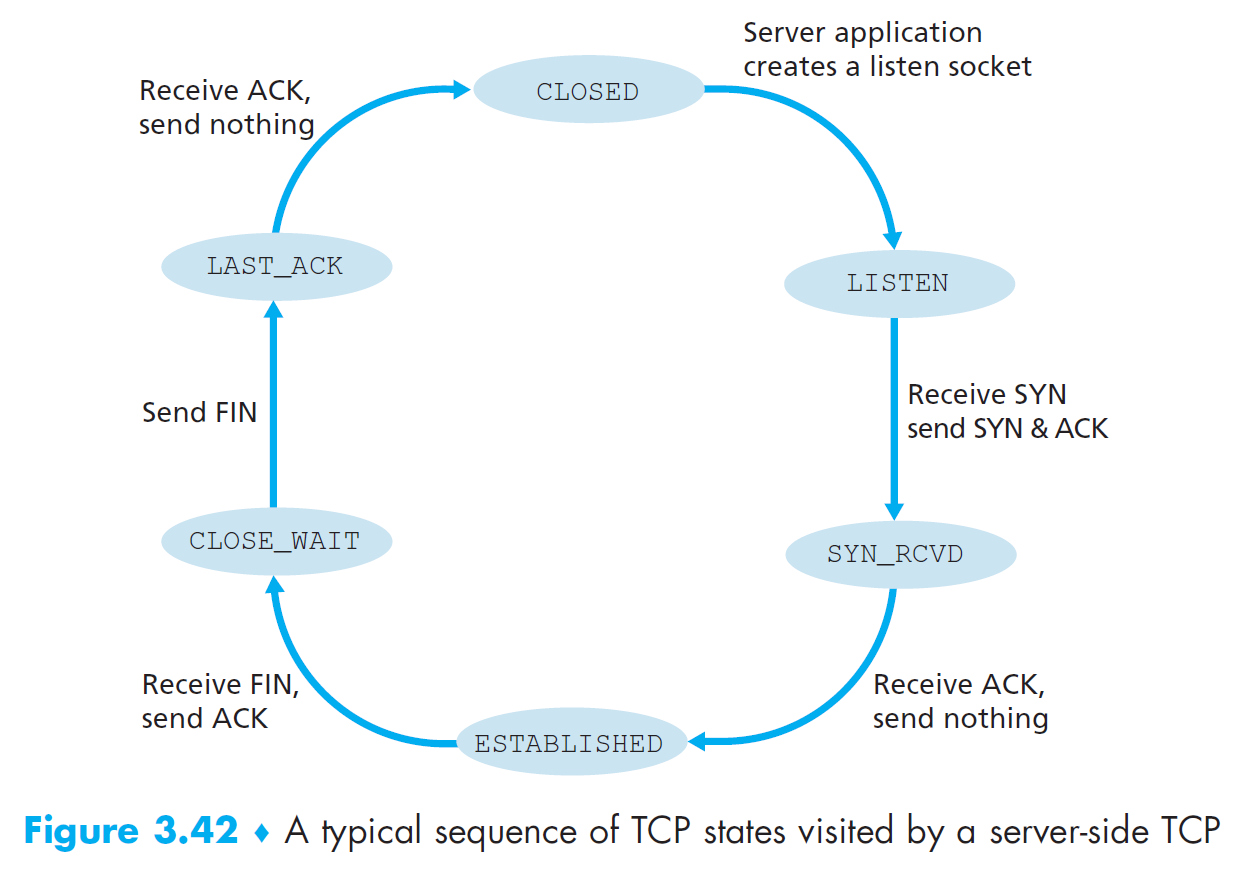 Server application
creates a listen socket
Receive ACK,
send nothing
CLOSED
LAST_ACK
LISTEN
Send FIN
Receive SYN
send SYN & ACK
CLOSE_WAIT
SYN_RCVD
Receive FIN,
send ACK
Receive ACK,
send nothing
ESTABLISHED
Figure 3.42 ♦ A typical sequence of TCP states visited by a server-side TCP